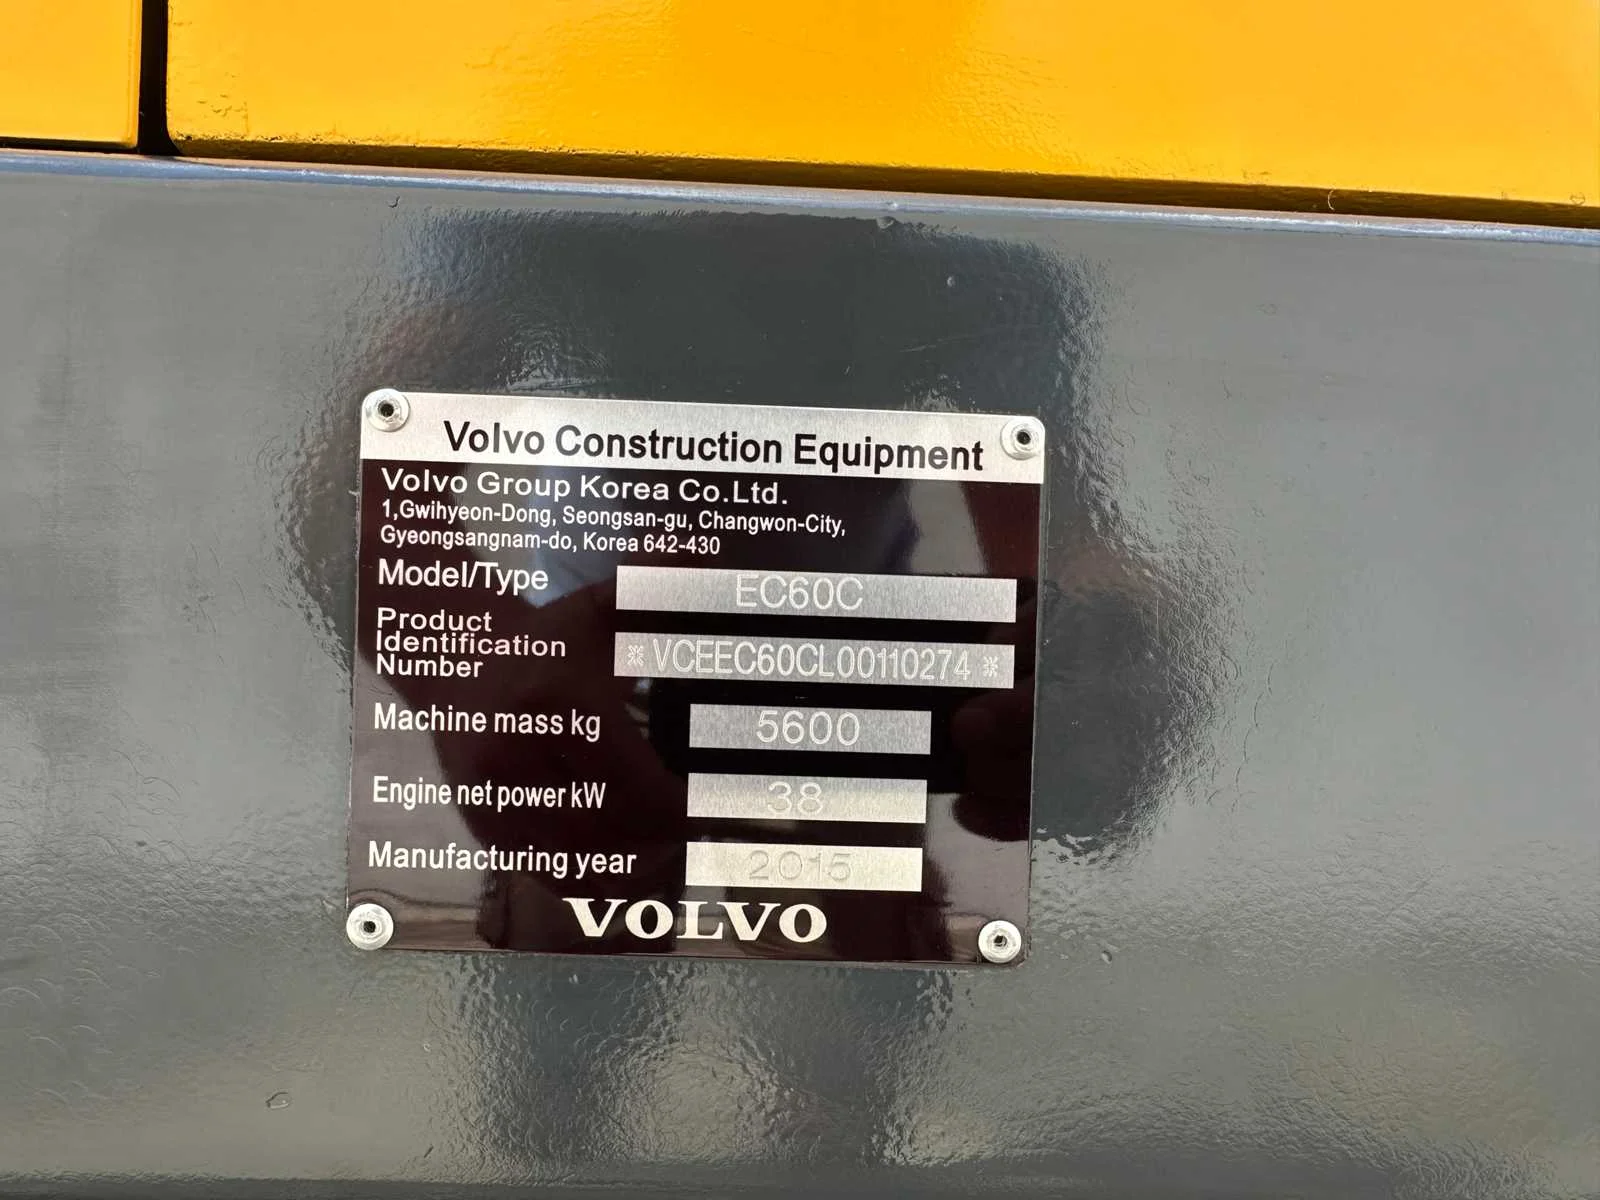 Volvo Construction Equipment
Volvo Group Korea Co.Ltd.
1,Gwihyeon-Dong, Seongsan-gu, Changwon-City,
Gyeongsangnam-do, Korea 642-430
Model/Type EC60C
Product
Identification
Number
※ VCEEC60CL00110274 ※
Machine mass kg 5600
Engine net power kW 38
Manufacturing year 2015
VOLVO